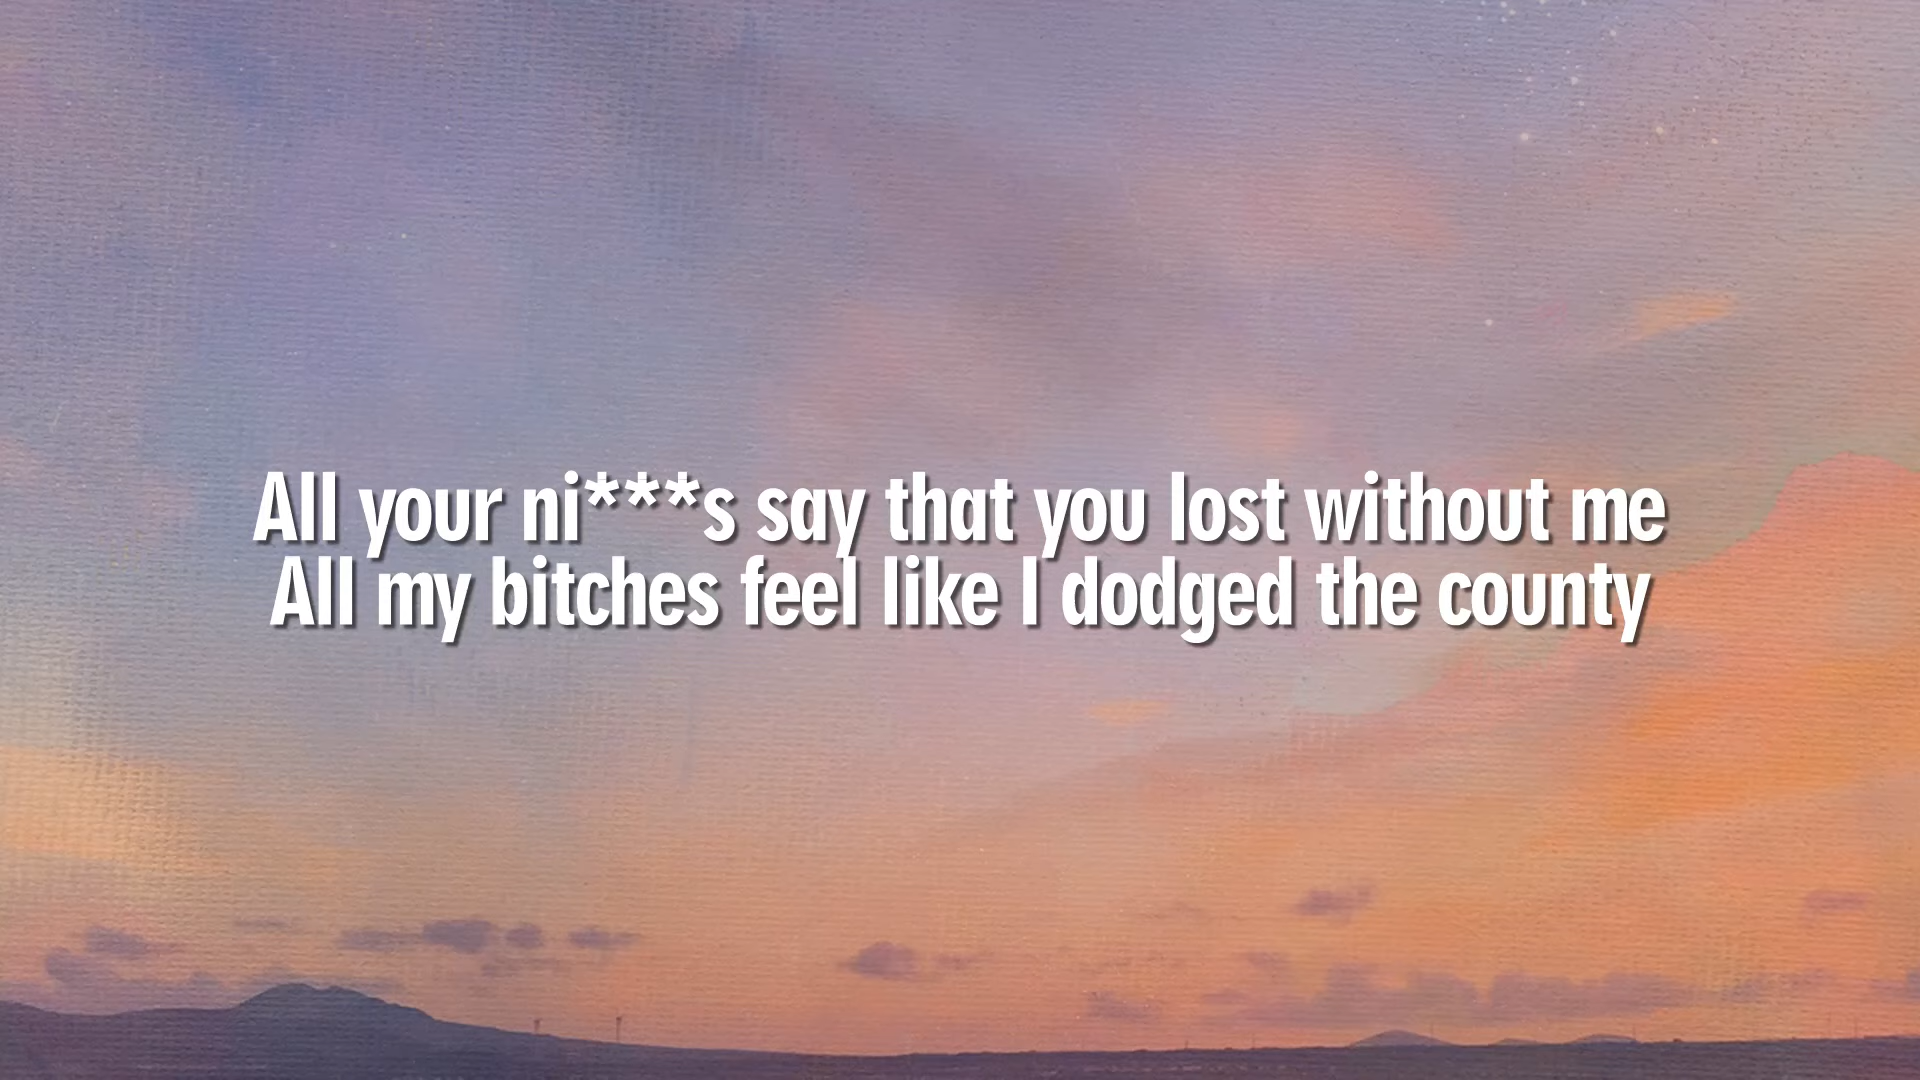 All your ni***s say that you lost without me
All my bitches feel like I dodged the county